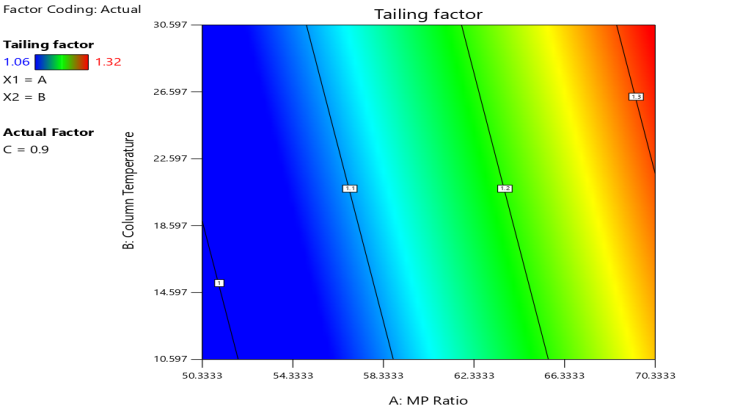 Factor Coding: Actual
Tailing factor
Tailing factor
1.06 1.32
X1 = A
X2 = B
Actual Factor
C = 0.9
B: Column Temperature
30.597
26.597
22.597
18.597
14.597
10.597
1.3
1.1
1.2
1
50.3333 54.3333 58.3333 62.3333 66.3333 70.3333
A: MP Ratio